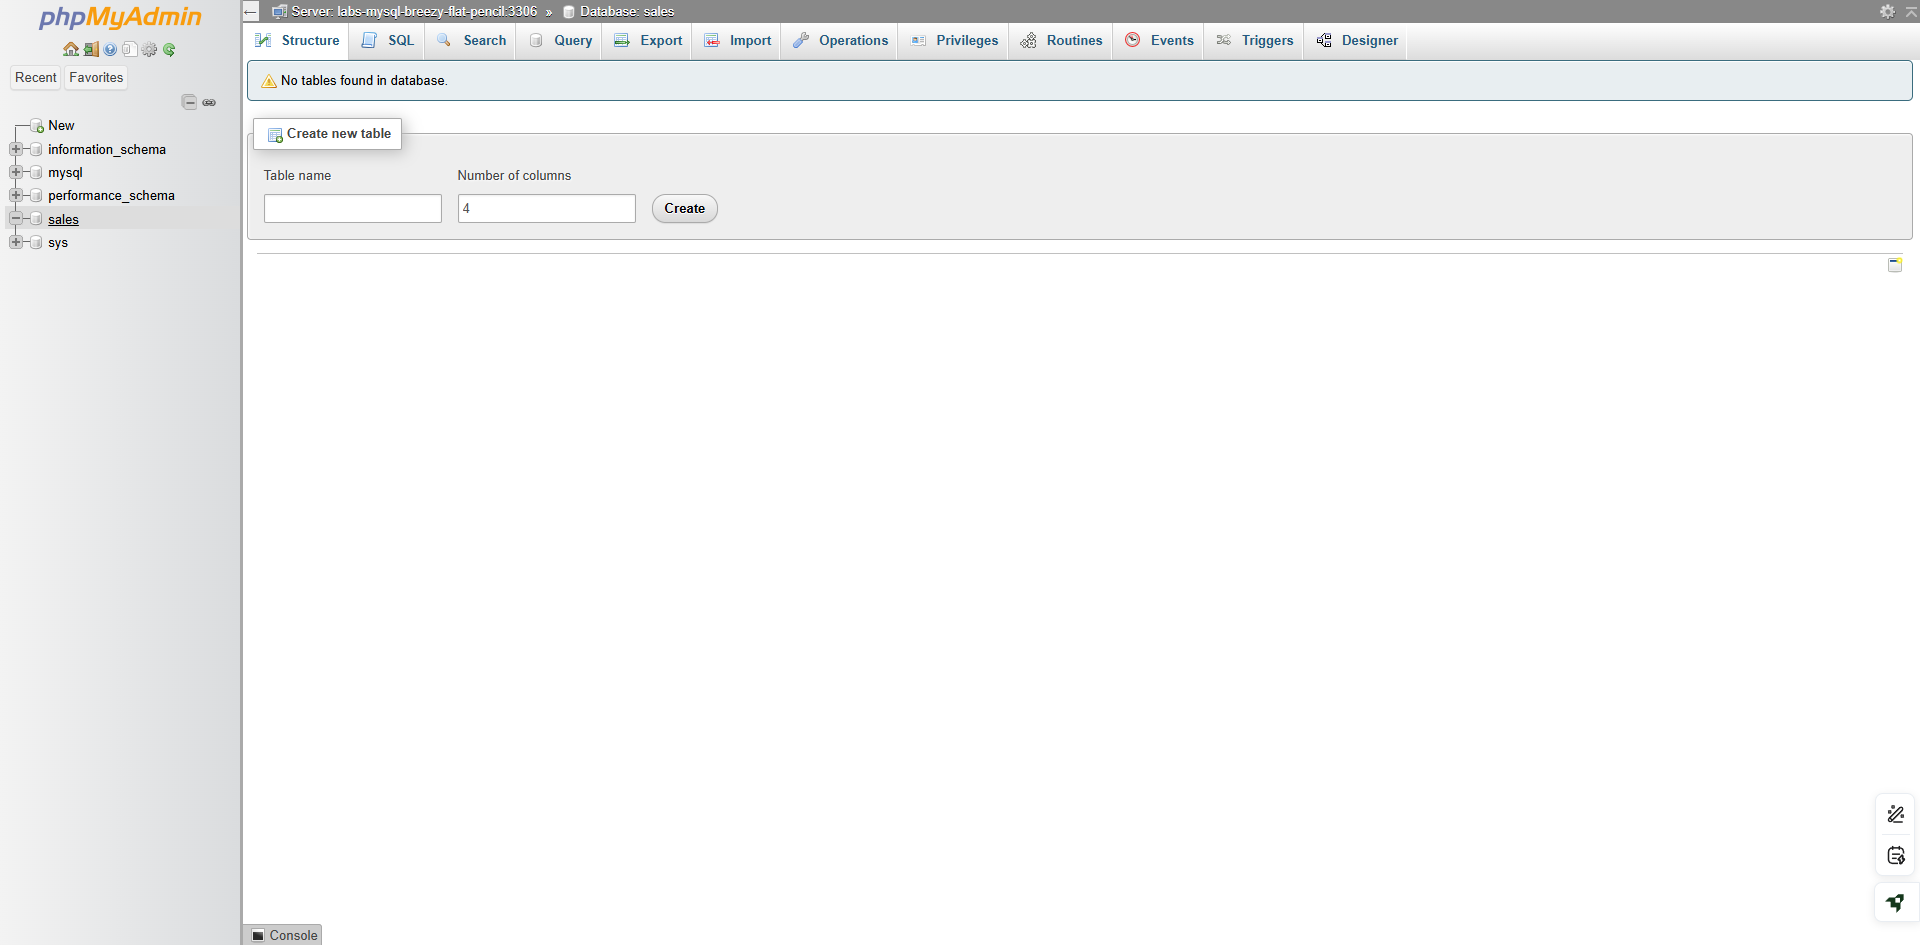 phpMyAdmin
Recent
Favorites
New
information_schema
mysql
performance_schema
sales
sys
Server: labs-mysql-breezy-flat-pencil:3306 » Database: sales
Structure
SQL
Search
Query
Export
Import
Operations
Privileges
Routines
Events
Triggers
Designer
No tables found in database.
Create new table
Table name
Number of columns
4
Create
Console